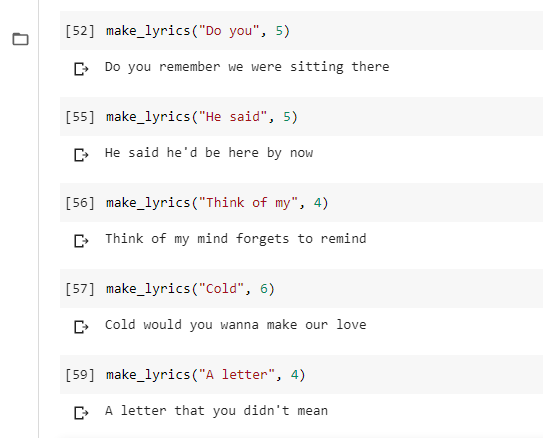 [52] make_lyrics("Do you", 5)
Do you remember we were sitting there
[55] make_lyrics("He said", 5)
He said he'd be here by now
[56] make_lyrics("Think of my", 4)
Think of my mind forgets to remind
[57] make_lyrics("Cold", 6)
Cold would you wanna make our love
[59] make_lyrics("A letter", 4)
A letter that you didn't mean